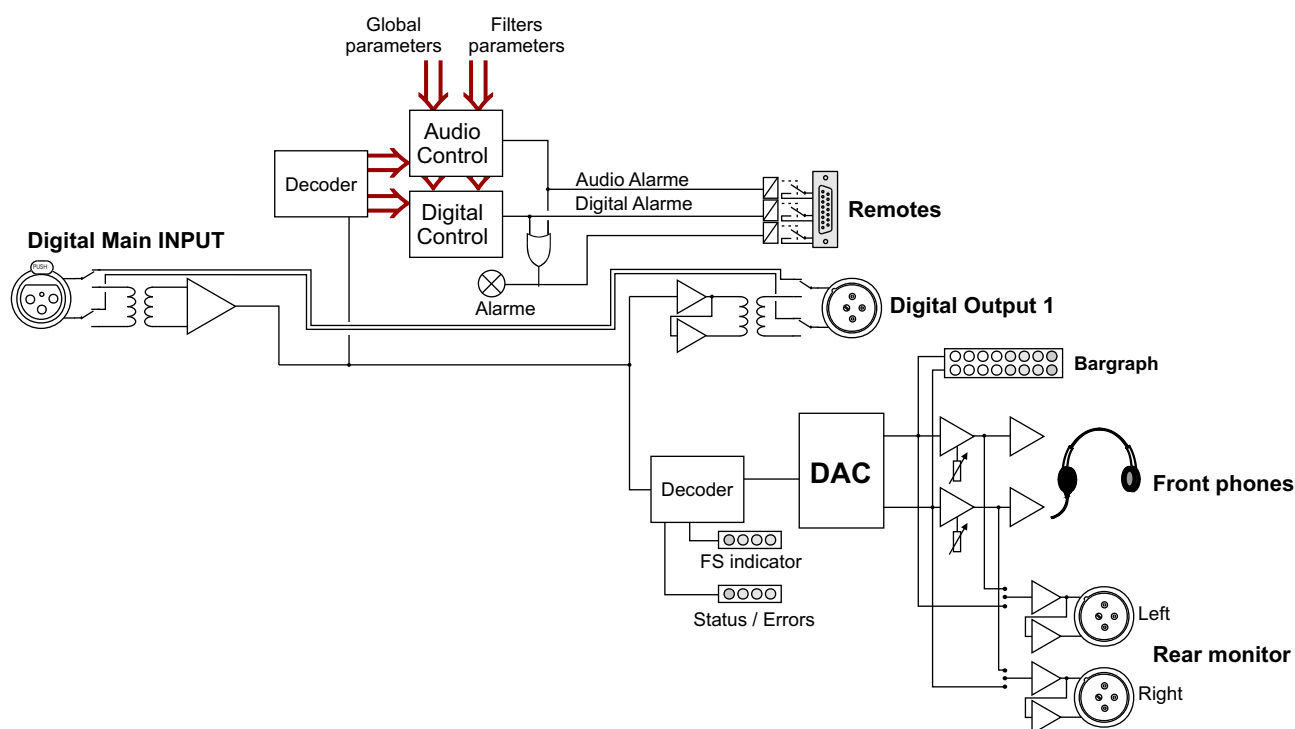 Global
parameters
Filters
parameters
Audio
Control
Decoder
Digital
Control
Audio Alarme
Digital Alarme
Remotes
Digital Main INPUT
PUSH
Alarme
Digital Output 1
Bargraph
DAC
Decoder
Front phones
FS indicator
Status / Errors
Left
Rear monitor
Right